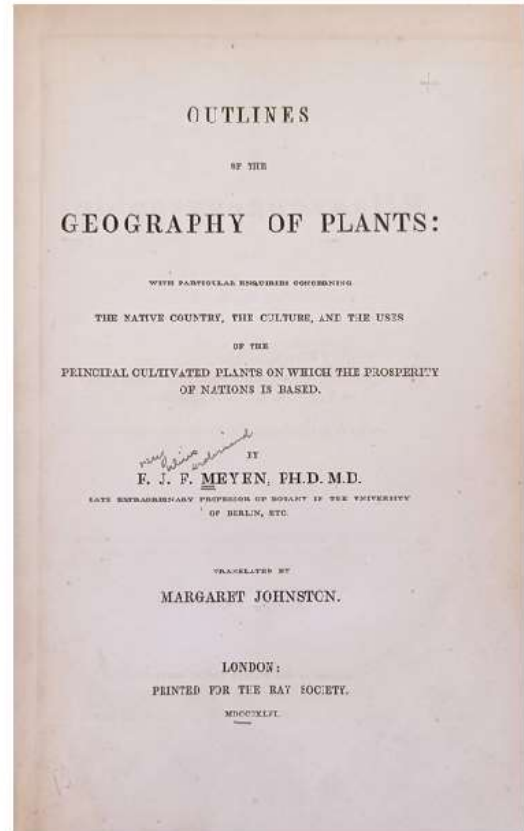 OUTLINES
OF THE
GEOGRAPHY OF PLANTS:
WITH PARTICULAR ENQUIRIES CONCERNING
THE NATIVE COUNTRY, THE CULTURE, AND THE USES
OF THE
PRINCIPAL CULTIVATED PLANTS ON WHICH THE PROSPERITY
OF NATIONS IS BASED.
BY
F. J. F. MEYEN, PH.D. M.D.
LATE EXTRAORDINARY PROFESSOR OF BOTANY IN THE UNIVERSITY
OF BERLIN, ETC.
TRANSLATED BY
MARGARET JOHNSTON.
LONDON:
PRINTED FOR THE RAY SOCIETY.
MDCCCXLVI.